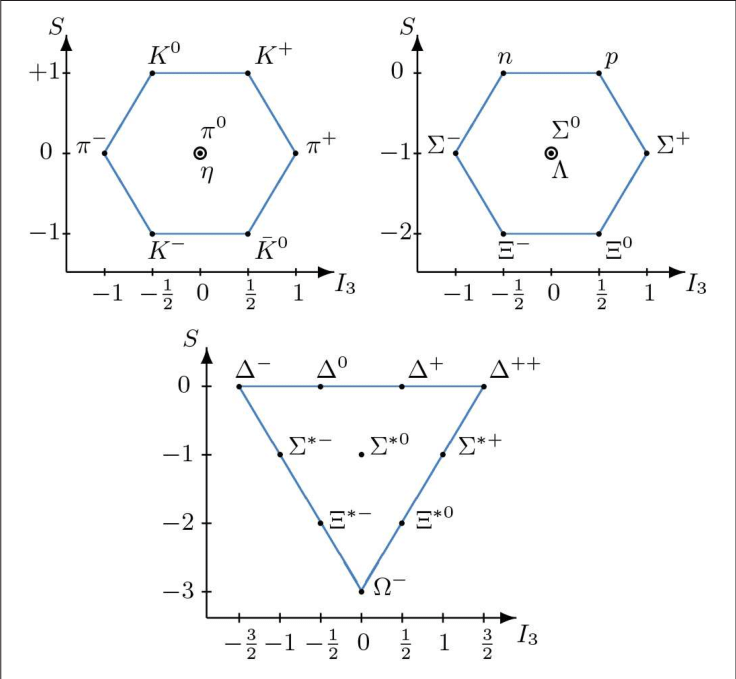 S
K⁰ K⁺
+1
π⁰
π⁻ π⁺
0
η
−1
K⁻ K̄⁰
−1 −½ 0 ½ 1 I₃
S
n p
0
Σ⁰
Σ⁻ Σ⁺
−1
Λ
−2
Ξ⁻ Ξ⁰
−1 −½ 0 ½ 1 I₃
S
Δ⁻ Δ⁰ Δ⁺ Δ⁺⁺
0
−1 Σ*⁻ Σ*⁰ Σ*⁺
−2 Ξ*⁻ Ξ*⁰
−3 Ω⁻
−3/2 −1 −½ 0 ½ 1 3/2 I₃